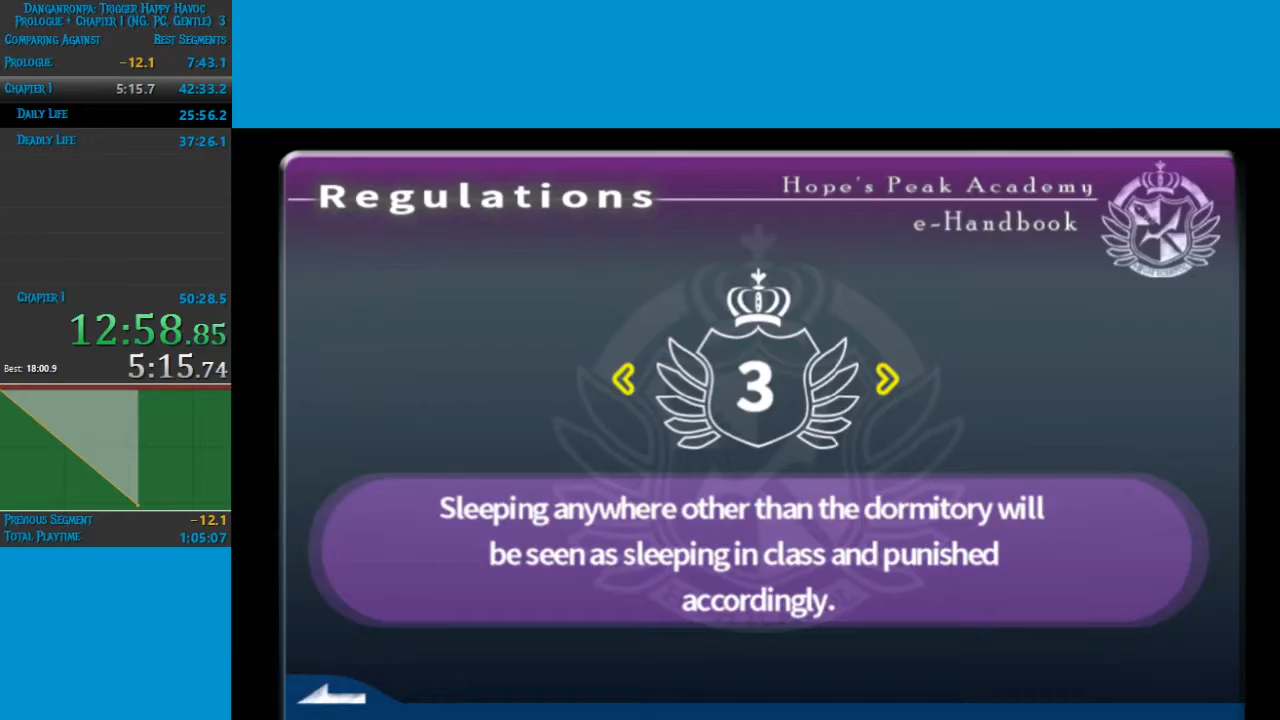 Danganronpa: Trigger Happy Havoc
Prologue + Chapter 1 (NG, PC, Gentle) 3
Comparing Against Best Segments
Prologue -12.1 7:43.1
Chapter 1 5:15.7 42:33.2
Daily Life 25:56.2
Deadly Life 37:26.1
Chapter 1 50:28.5
12:58.85
Best: 18:00.9 5:15.74
Previous Segment -12.1
Total Playtime 1:05:07
Regulations
Hope's Peak Academy
e-Handbook
3
Sleeping anywhere other than the dormitory will
be seen as sleeping in class and punished
accordingly.